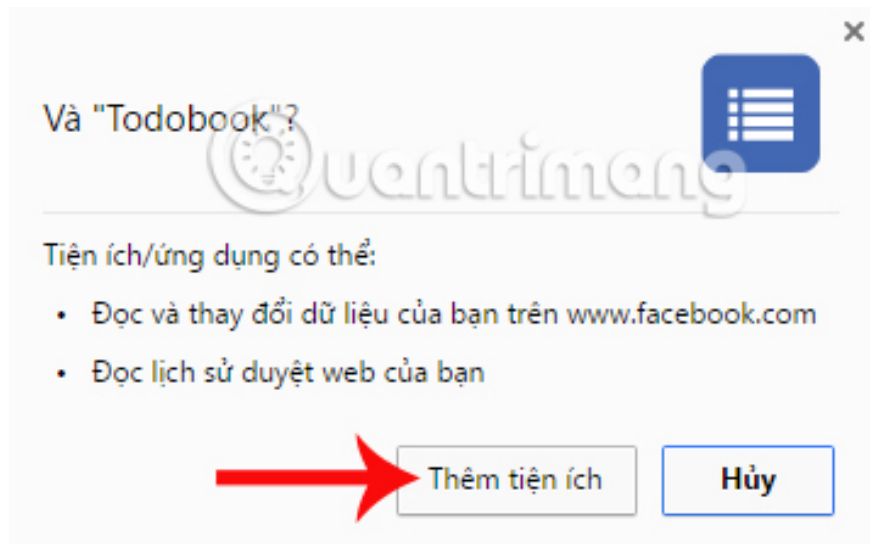 Và "Todobook"?
Quantrimang
Tiện ích/ứng dụng có thể:
• Đọc và thay đổi dữ liệu của bạn trên www.facebook.com
• Đọc lịch sử duyệt web của bạn
Thêm tiện ích
Hủy